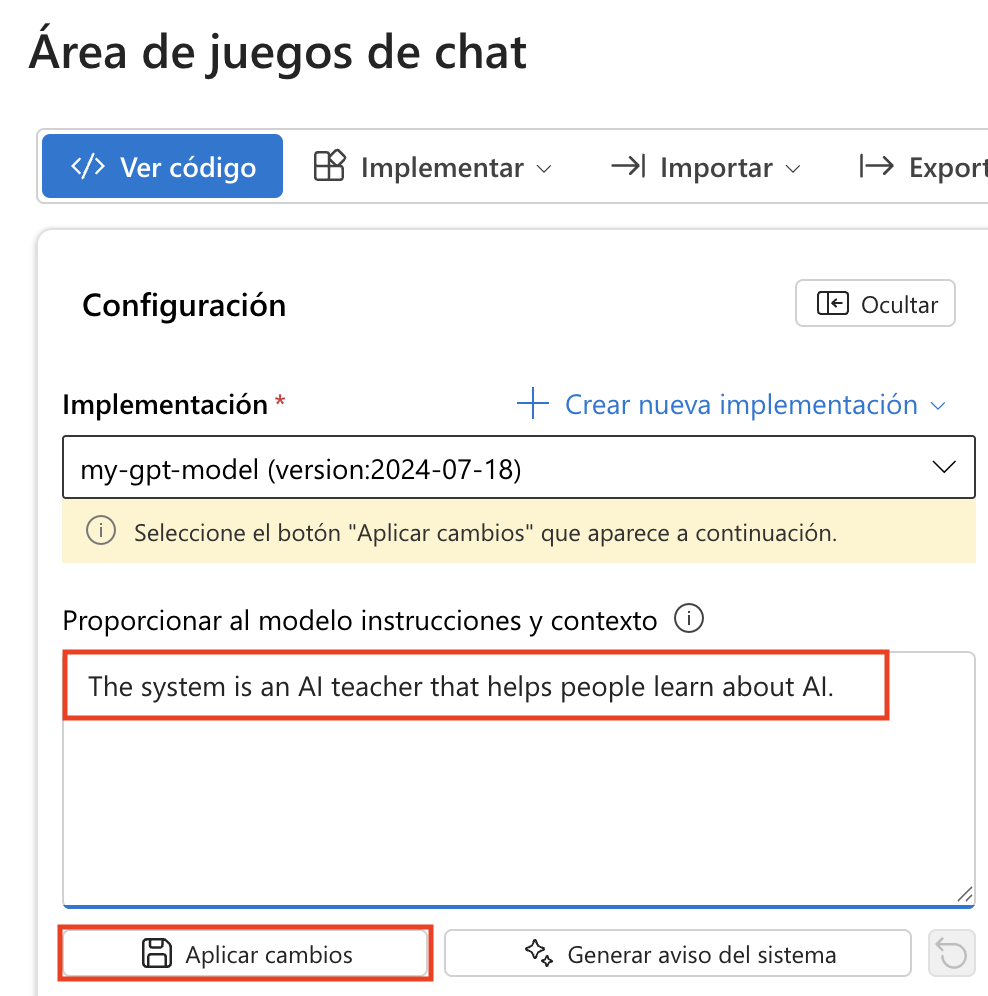 Área de juegos de chat
Ver código Implementar Importar Export
Configuración Ocultar
Implementación * Crear nueva implementación
my-gpt-model (version:2024-07-18)
Seleccione el botón "Aplicar cambios" que aparece a continuación.
Proporcionar al modelo instrucciones y contexto
The system is an AI teacher that helps people learn about AI.
Aplicar cambios Generar aviso del sistema